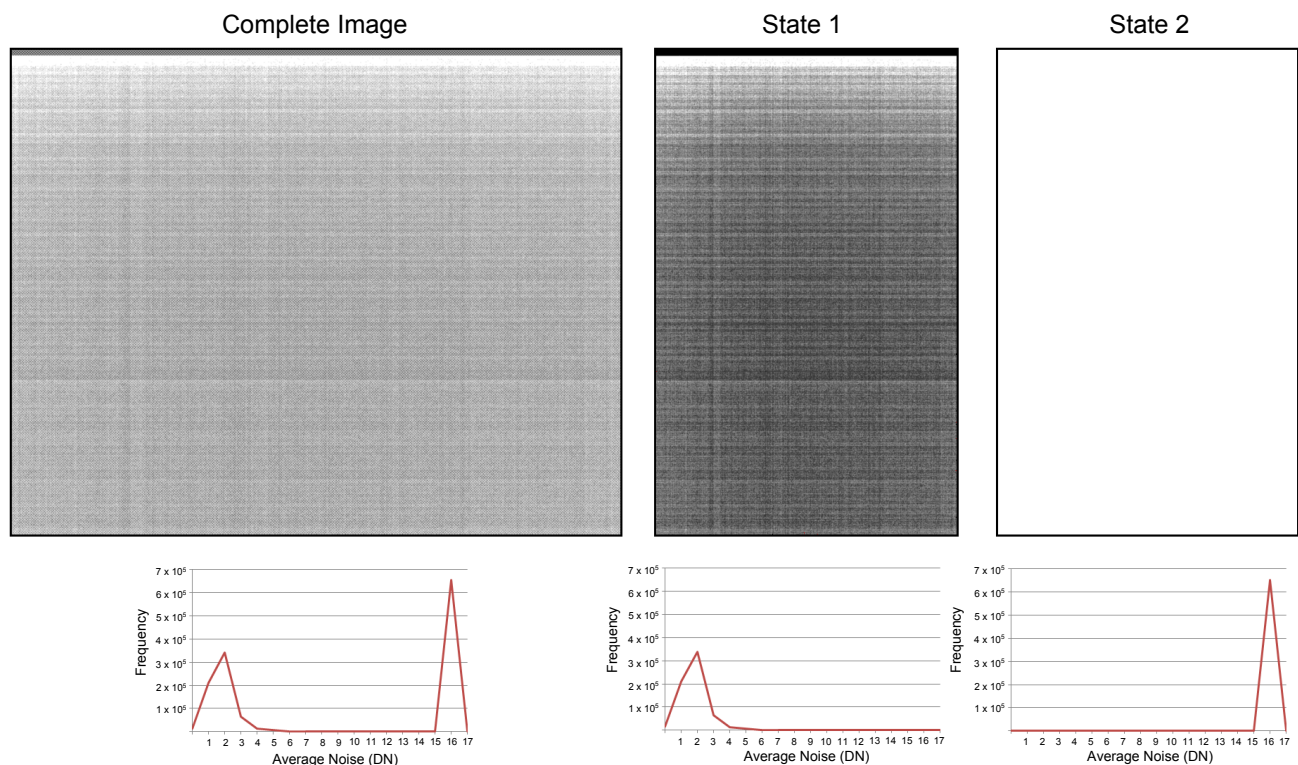 Complete Image
State 1
State 2
7 x 10⁵
6 x 10⁵
5 x 10⁵
4 x 10⁵
3 x 10⁵
2 x 10⁵
1 x 10⁵
Frequency
1 2 3 4 5 6 7 8 9 10 11 12 13 14 15 16 17
Average Noise (DN)
7 x 10⁵
6 x 10⁵
5 x 10⁵
4 x 10⁵
3 x 10⁵
2 x 10⁵
1 x 10⁵
Frequency
1 2 3 4 5 6 7 8 9 10 11 12 13 14 15 16 17
Average Noise (DN)
7 x 10⁵
6 x 10⁵
5 x 10⁵
4 x 10⁵
3 x 10⁵
2 x 10⁵
1 x 10⁵
Frequency
1 2 3 4 5 6 7 8 9 10 11 12 13 14 15 16 17
Average Noise (DN)